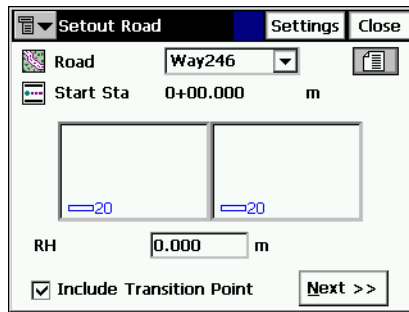 Setout Road Settings Close
Road Way246
Start Sta 0+00.000 m
20 20
RH 0.000 m
Include Transition Point Next >>